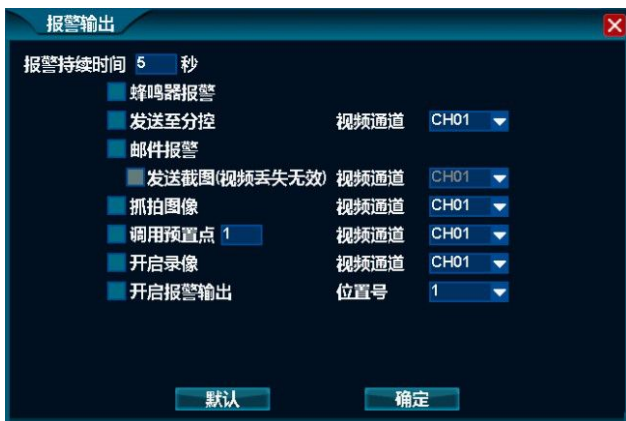 报警输出
报警持续时间 5 秒
蜂鸣器报警
发送至分控 视频通道 CH01
邮件报警
发送截图(视频丢失无效) 视频通道 CH01
抓拍图像 视频通道 CH01
调用预置点 1 视频通道 CH01
开启录像 视频通道 CH01
开启报警输出 位置号 1
默认 确定